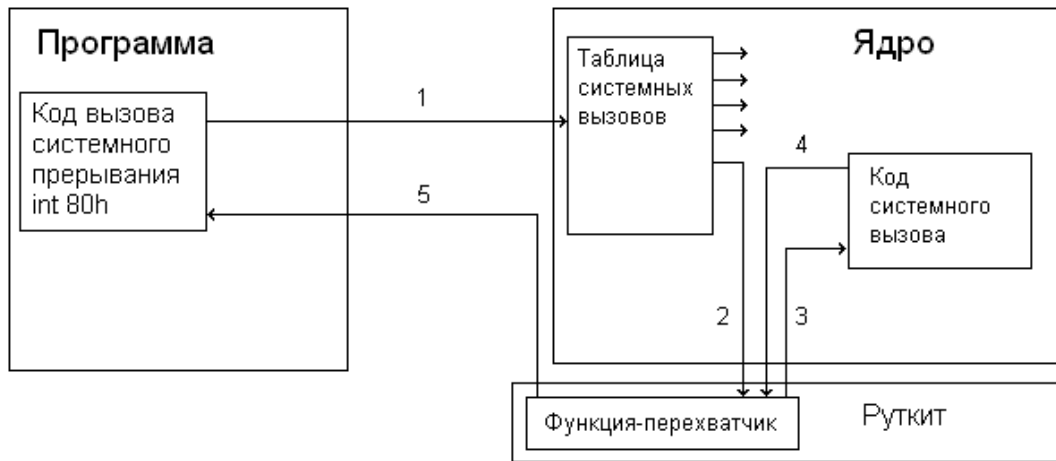 Программа
Код вызова
системного
прерывания
int 80h
1
5
Ядро
Таблица
системных
вызовов
4
Код
системного
вызова
2
3
Функция-перехватчик
Руткит